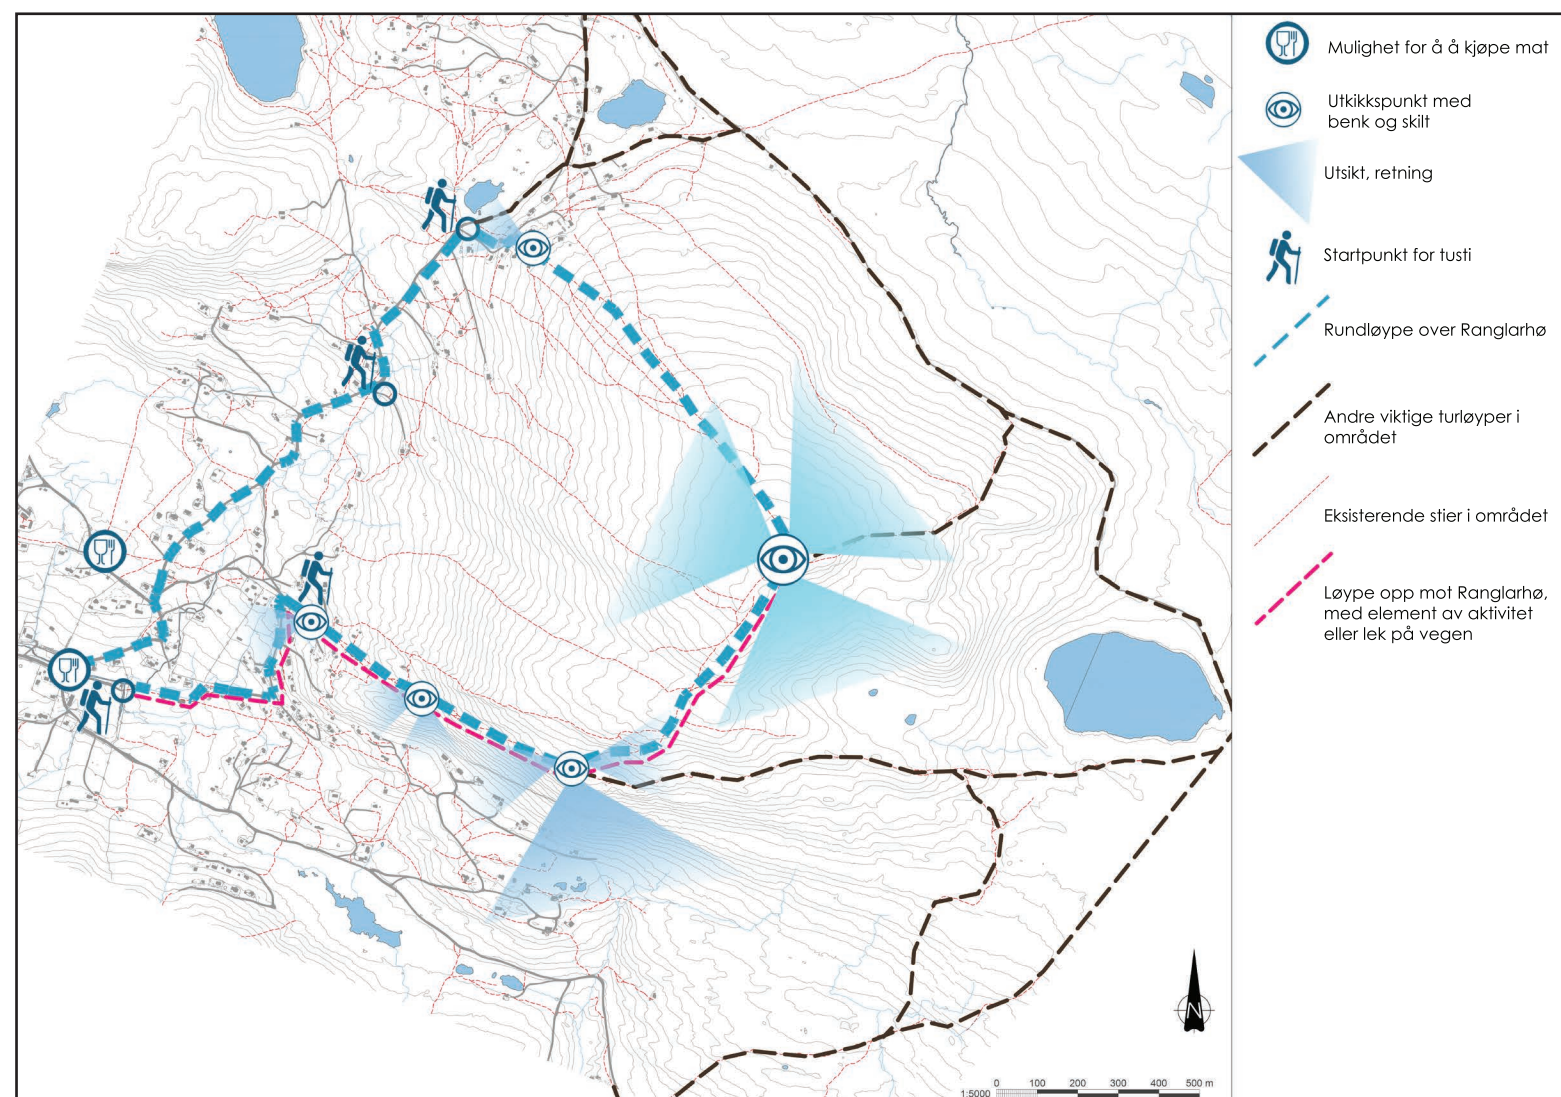 Mulighet for å å kjøpe mat
Utkikkspunkt med
benk og skilt
Utsikt, retning
Startpunkt for tusti
Rundløype over Ranglarhø
Andre viktige turløyper i
området
Eksisterende stier i området
Løype opp mot Ranglarhø,
med element av aktivitet
eller lek på vegen
N
0 100 200 300 400 500 m
1:5000